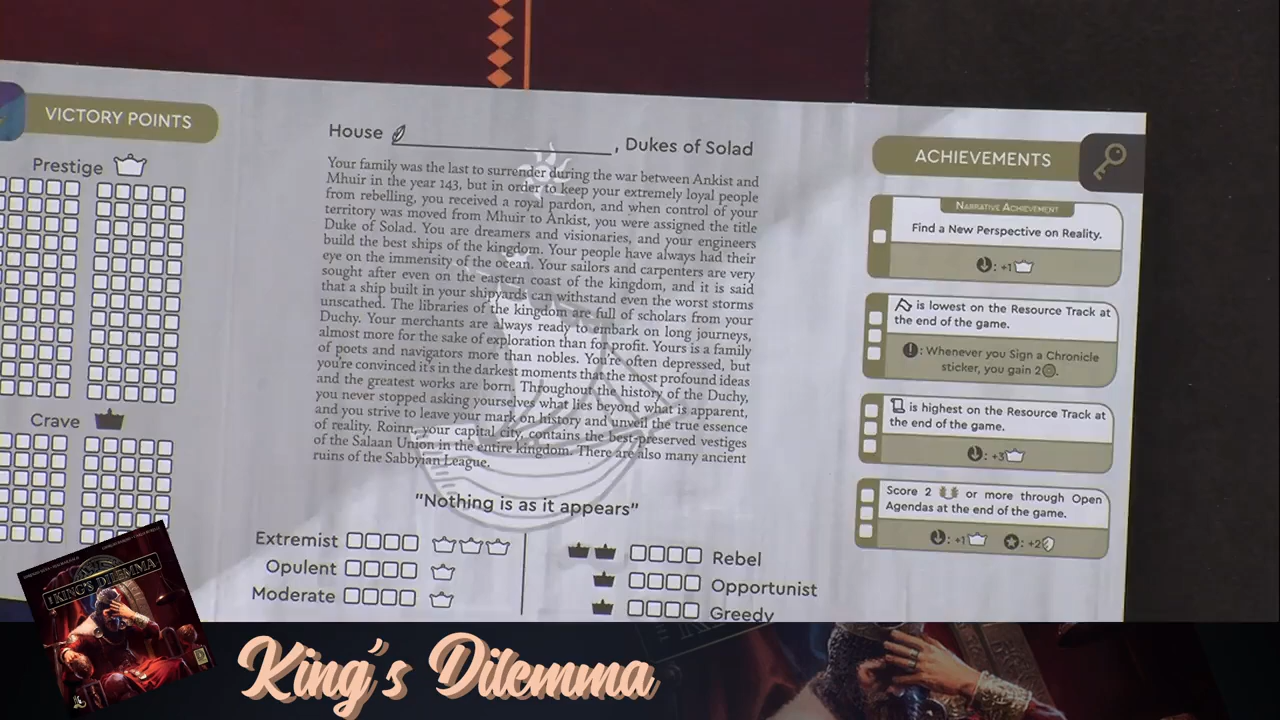 VICTORY POINTS
Prestige
Crave
House ____________________, Dukes of Solad
Your family was the last to surrender during the war between Ankist and
Mhuir in the year 143, but in order to keep your extremely loyal people
from rebelling, you received a royal pardon, and when control of your
territory was moved from Mhuir to Ankist, you were assigned the title
Duke of Solad. You are dreamers and visionaries, and your engineers
build the best ships of the kingdom. Your people have always had their
eye on the immensity of the ocean. Your sailors and carpenters are very
sought after even on the eastern coast of the kingdom, and it is said
that a ship built in your shipyards can withstand even the worst storms
unscathed. The libraries of the kingdom are full of scholars from your
Duchy. Your merchants are always ready to embark on long journeys,
almost more for the sake of exploration than for profit. Yours is a family
of poets and navigators more than nobles. You're often depressed, but
you're convinced it's in the darkest moments that the most profound ideas
and the greatest works are born. Throughout the history of the Duchy,
you never stopped asking yourselves what lies beyond what is apparent,
and you strive to leave your mark on history and unveil the true essence
of reality. Roinn, your capital city, contains the best-preserved vestiges
of the Salaan Union in the entire kingdom. There are also many ancient
ruins of the Sabbyian League.
"Nothing is as it appears"
Extremist
Opulent
Moderate
Rebel
Opportunist
Greedy
ACHIEVEMENTS
Narrative Achievement
Find a New Perspective on Reality.
: +1
is lowest on the Resource Track at
the end of the game.
: Whenever you Sign a Chronicle
sticker, you gain 2.
is highest on the Resource Track at
the end of the game.
: +3
Score 2 or more through Open
Agendas at the end of the game.
: +1 : +2
KING'S DILEMMA
King's Dilemma